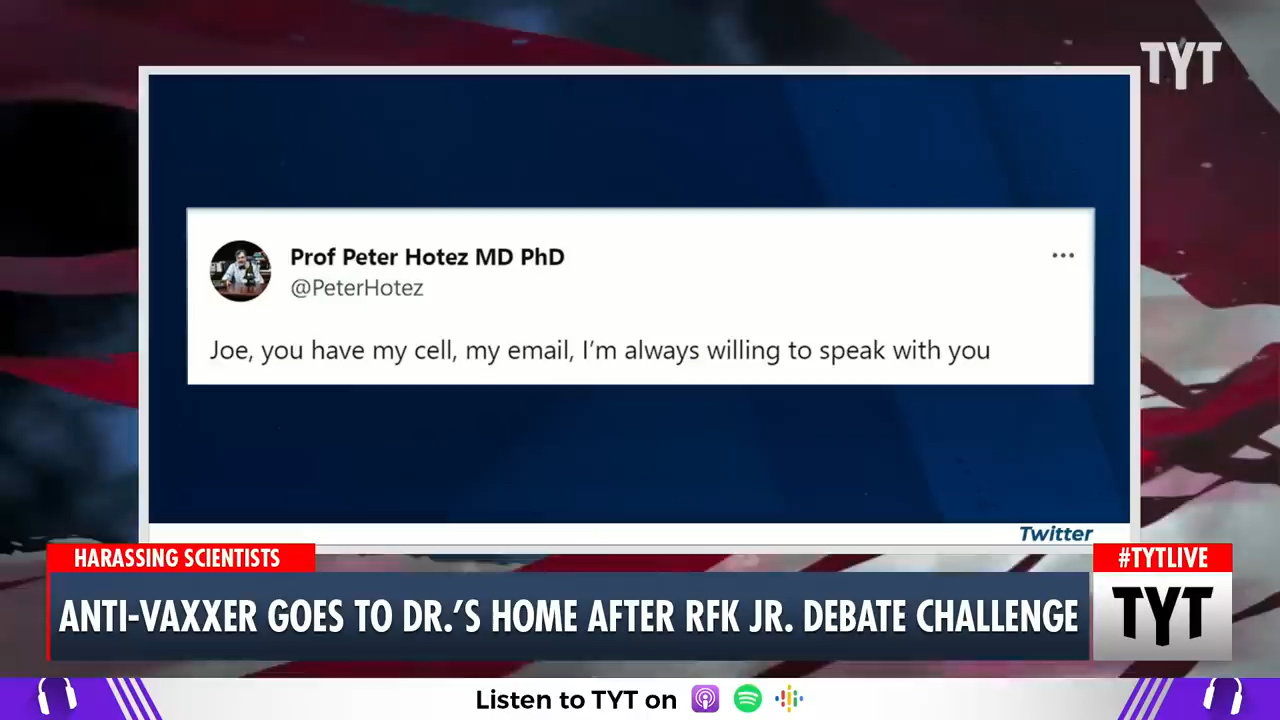 TYT
Prof Peter Hotez MD PhD
@PeterHotez
Joe, you have my cell, my email, I'm always willing to speak with you
Twitter
HARASSING SCIENTISTS
#TYTLIVE
ANTI-VAXXER GOES TO DR.'S HOME AFTER RFK JR. DEBATE CHALLENGE
TYT
Listen to TYT on